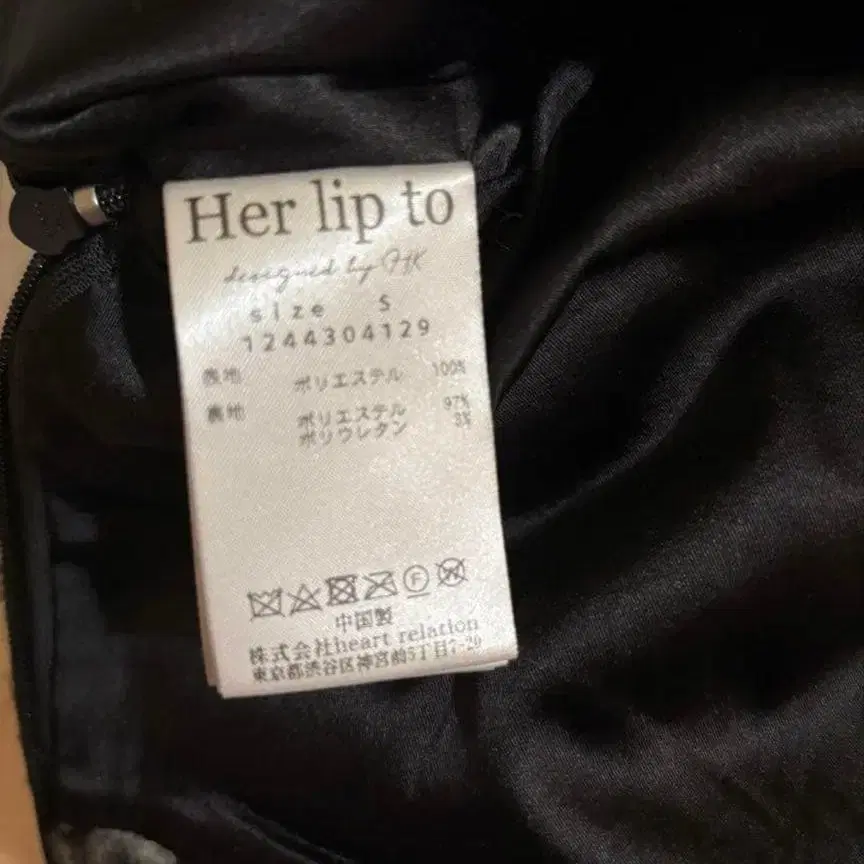 Her lip to
designed by HK
size S
1244304129
表地 ポリエステル 100%
裏地 ポリエステル 97%
ポリウレタン 3%
F W
中国製
株式会社heart relation
東京都渋谷区神宮前5丁目7-20